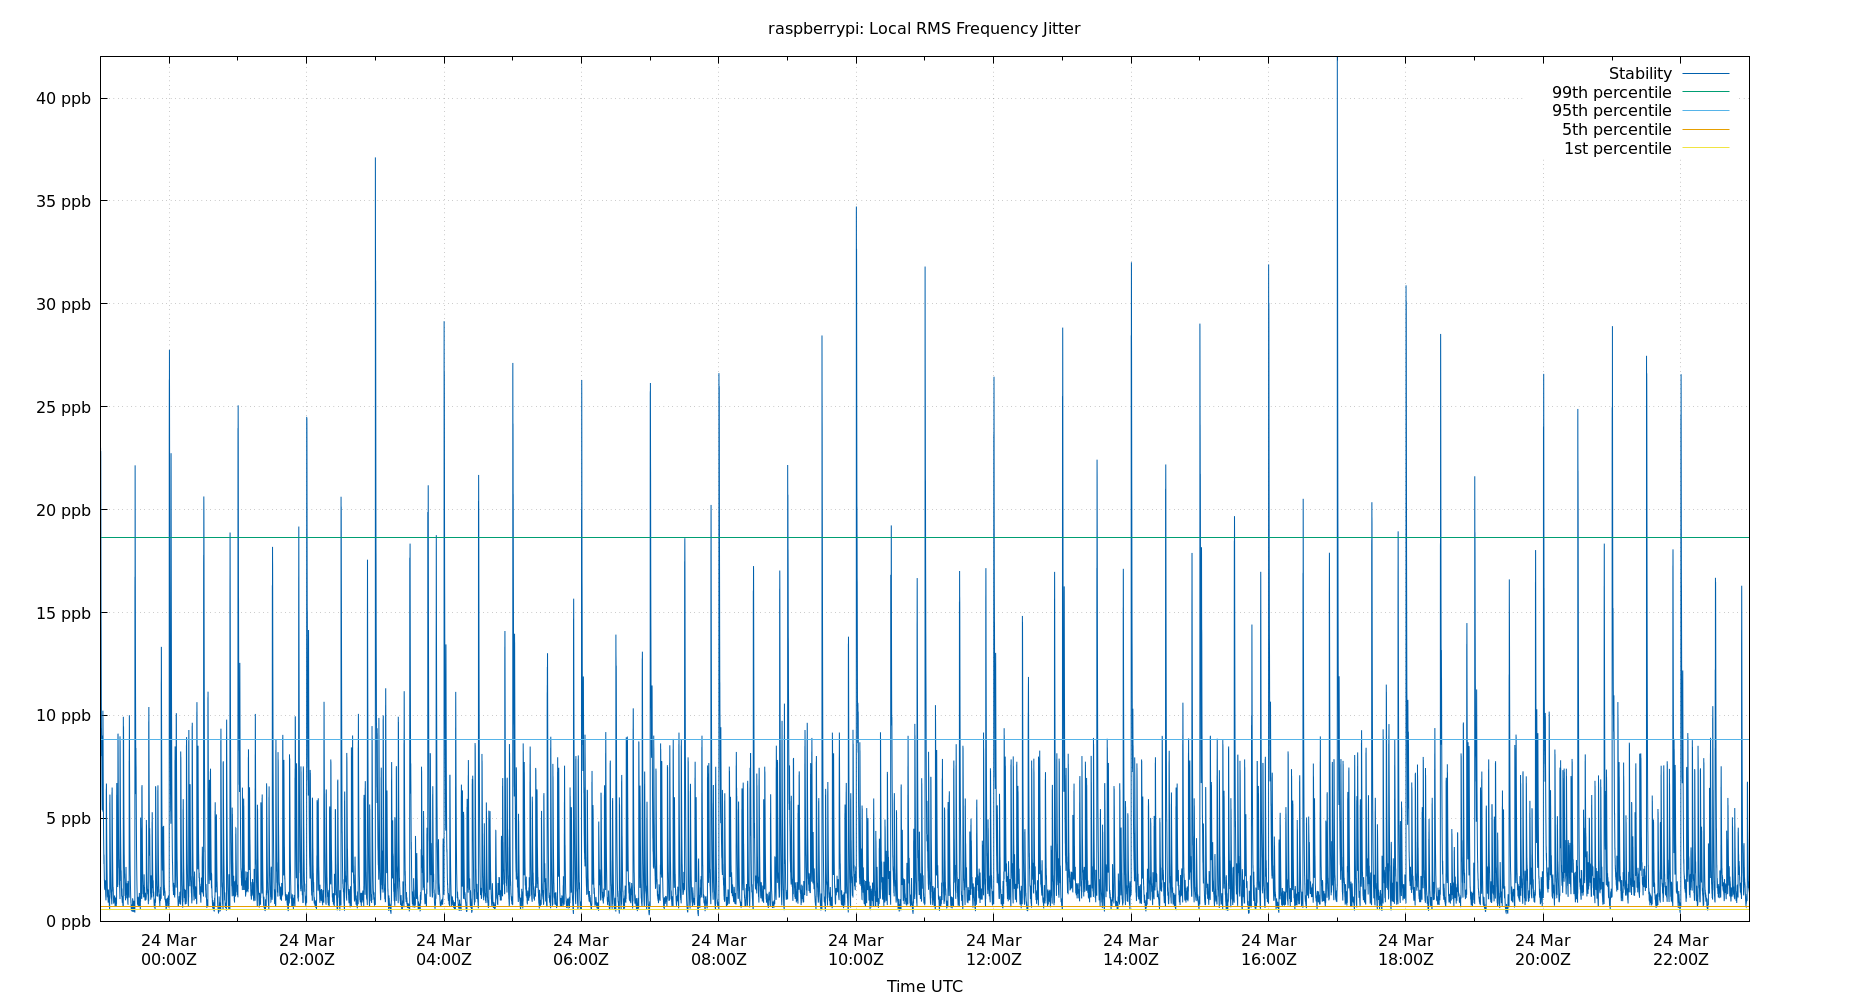 raspberrypi: Local RMS Frequency Jitter
Stability
99th percentile
95th percentile
5th percentile
1st percentile
40 ppb
35 ppb
30 ppb
25 ppb
20 ppb
15 ppb
10 ppb
5 ppb
0 ppb
24 Mar 24 Mar 24 Mar 24 Mar 24 Mar 24 Mar 24 Mar 24 Mar 24 Mar 24 Mar 24 Mar 24 Mar
00:00Z 02:00Z 04:00Z 06:00Z 08:00Z 10:00Z 12:00Z 14:00Z 16:00Z 18:00Z 20:00Z 22:00Z
Time UTC